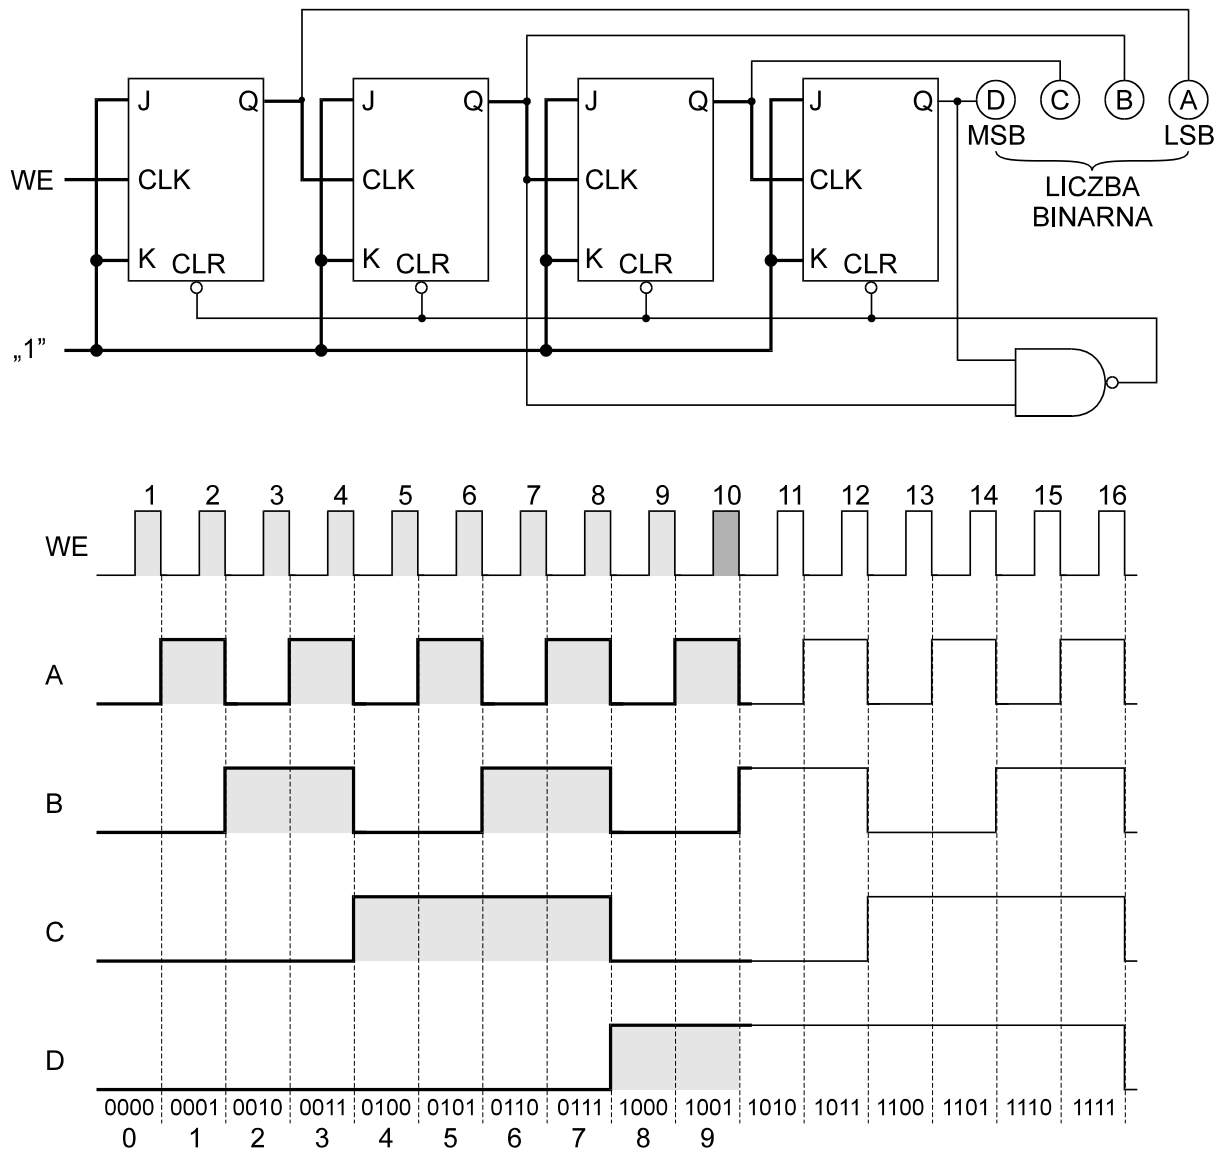 J Q J Q J Q J Q D C B A
MSB LSB
WE CLK CLK CLK CLK
LICZBA
BINARNA
K CLR K CLR K CLR K CLR
„1”
1 2 3 4 5 6 7 8 9 10 11 12 13 14 15 16
WE
A
B
C
D
0000 0001 0010 0011 0100 0101 0110 0111 1000 1001 1010 1011 1100 1101 1110 1111
0 1 2 3 4 5 6 7 8 9